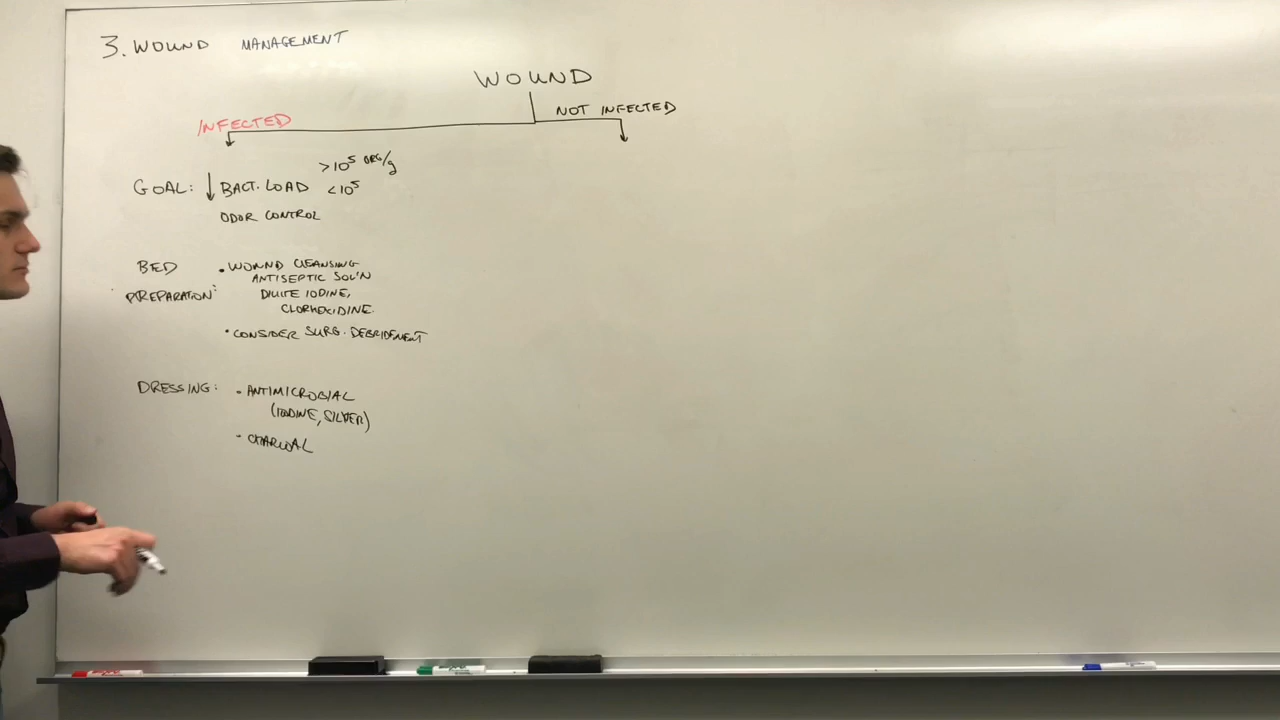 3. WOUND MANAGEMENT
WOUND
INFECTED
NOT INFECTED
>10⁵ ORG/g
GOAL: ↓ BACT. LOAD <10⁵
ODOR CONTROL
BED PREPARATION:
• WOUND CLEANSING
ANTISEPTIC SOL'N
DILUTE IODINE,
CLORHEXIDINE
• CONSIDER SURG. DEBRIDEMENT
DRESSING: • ANTIMICROBIAL
(IODINE, SILVER)
• CHARCOAL
expo